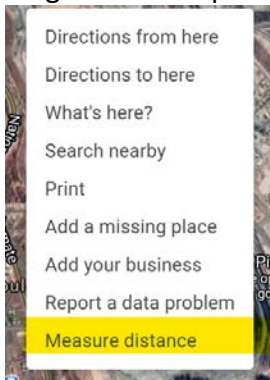 Directions from here
Directions to here
What's here?
Search nearby
Print
Add a missing place
Add your business
Report a data problem
Measure distance